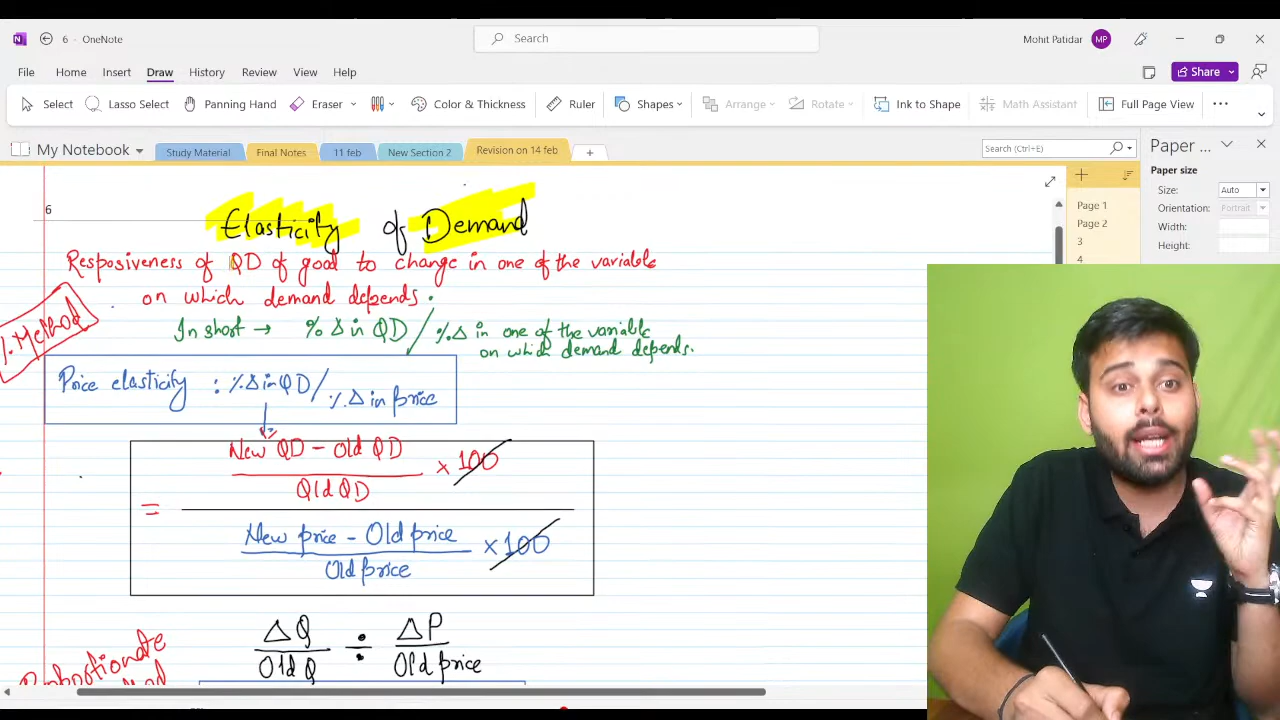 6 - OneNote
Search
Mohit Patidar MP
File Home Insert Draw History Review View Help
Share
Select Lasso Select Panning Hand Eraser Color & Thickness Ruler Shapes Arrange Rotate Ink to Shape Math Assistant Full Page View
My Notebook Study Material Final Notes 11 feb New Section 2 Revision on 14 feb +
Search (Ctrl+E)
Paper ...
Paper size
Size: Auto
Orientation: Portrait
Width:
Height:
Page 1
Page 2
3
4
6
Elasticity of Demand
Resposiveness of QD of good to change in one of the variable
on which demand depends.
In short → % Δ in QD / % Δ in one of the variable
on which demand depends.
%. Method
Price elasticity : % Δ in QD / % Δ in price
New QD - Old QD
Old QD
× 100
=
New price - Old price
Old price
× 100
ΔQ ÷ ΔP
Old Q Old price